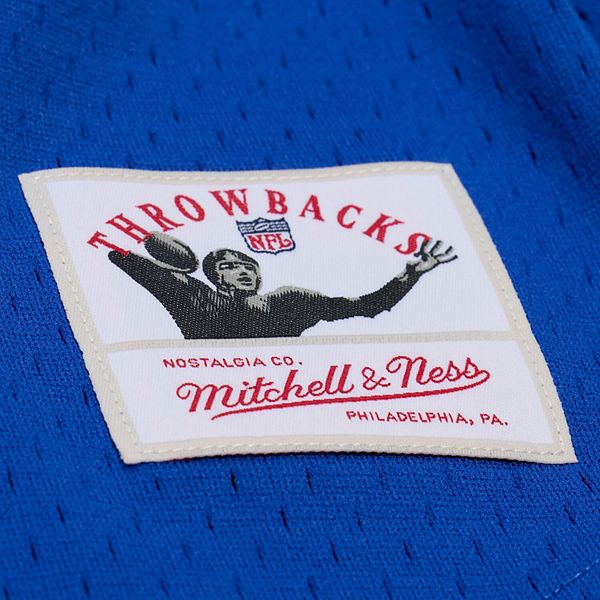 THROWBACKS
NFL
NOSTALGIA CO.
Mitchell & Ness
PHILADELPHIA, PA.